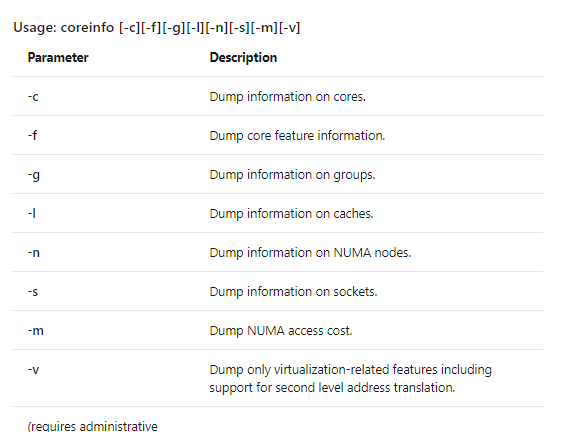 Usage: coreinfo [-c][-f][-g][-l][-n][-s][-m][-v]
Parameter Description
-c Dump information on cores.
-f Dump core feature information.
-g Dump information on groups.
-l Dump information on caches.
-n Dump information on NUMA nodes.
-s Dump information on sockets.
-m Dump NUMA access cost.
-v Dump only virtualization-related features including
support for second level address translation.
(requires administrative